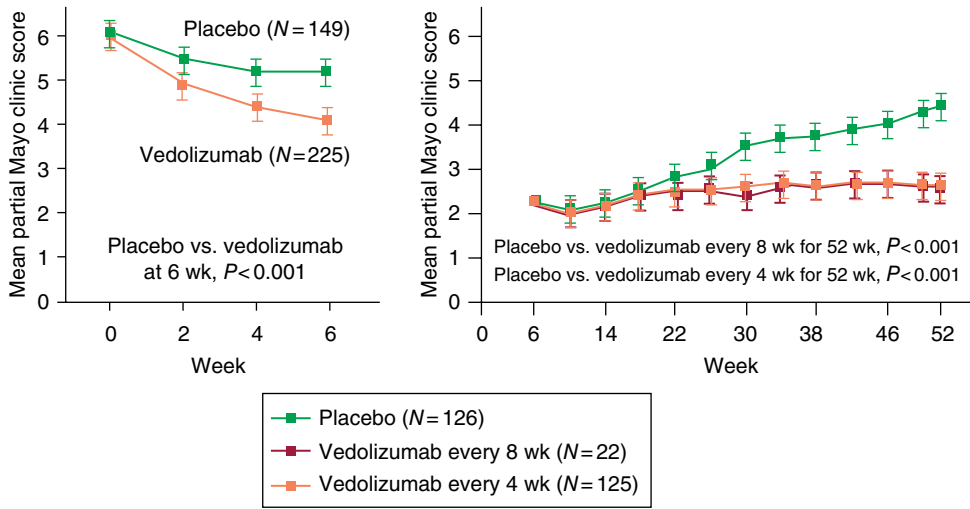 Mean partial Mayo clinic score
6
5
4
3
2
1
0
Placebo (N=149)
Vedolizumab (N=225)
Placebo vs. vedolizumab
at 6 wk, P<0.001
0 2 4 6
Week
Mean partial Mayo clinic score
6
5
4
3
2
1
0
Placebo vs. vedolizumab every 8 wk for 52 wk, P<0.001
Placebo vs. vedolizumab every 4 wk for 52 wk, P<0.001
0 6 14 22 30 38 46 52
Week
Placebo (N=126)
Vedolizumab every 8 wk (N=22)
Vedolizumab every 4 wk (N=125)